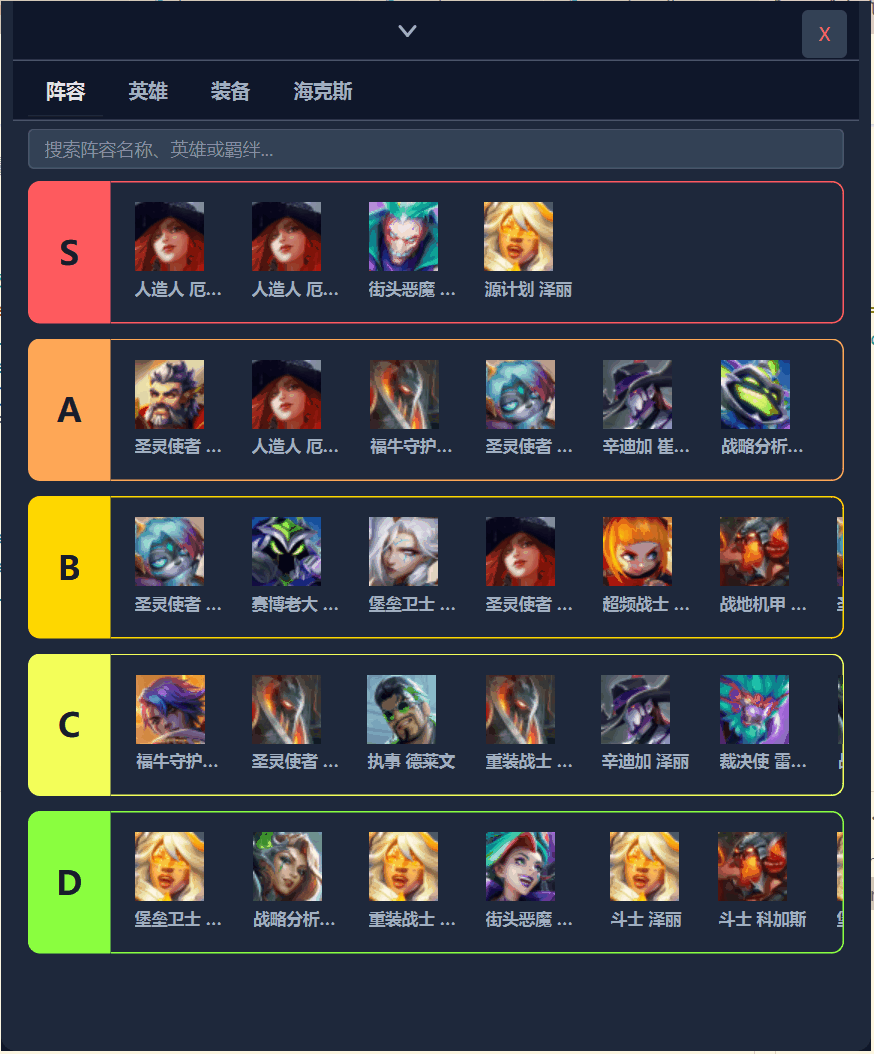 X
阵容 英雄 装备 海克斯
搜索阵容名称、英雄或羁绊...
S
人造人 厄... 人造人 厄... 街头恶魔 ... 源计划 泽丽
A
圣灵使者 ... 人造人 厄... 福牛守护... 圣灵使者 ... 辛迪加 崔... 战略分析...
B
圣灵使者 ... 赛博老大 ... 堡垒卫士 ... 圣灵使者 ... 超频战士 ... 战地机甲 ...
C
福牛守护... 圣灵使者 ... 执事 德莱文 重装战士 ... 辛迪加 泽丽 裁决使 雷...
D
堡垒卫士 ... 战略分析... 重装战士 ... 街头恶魔 ... 斗士 泽丽 斗士 科加斯